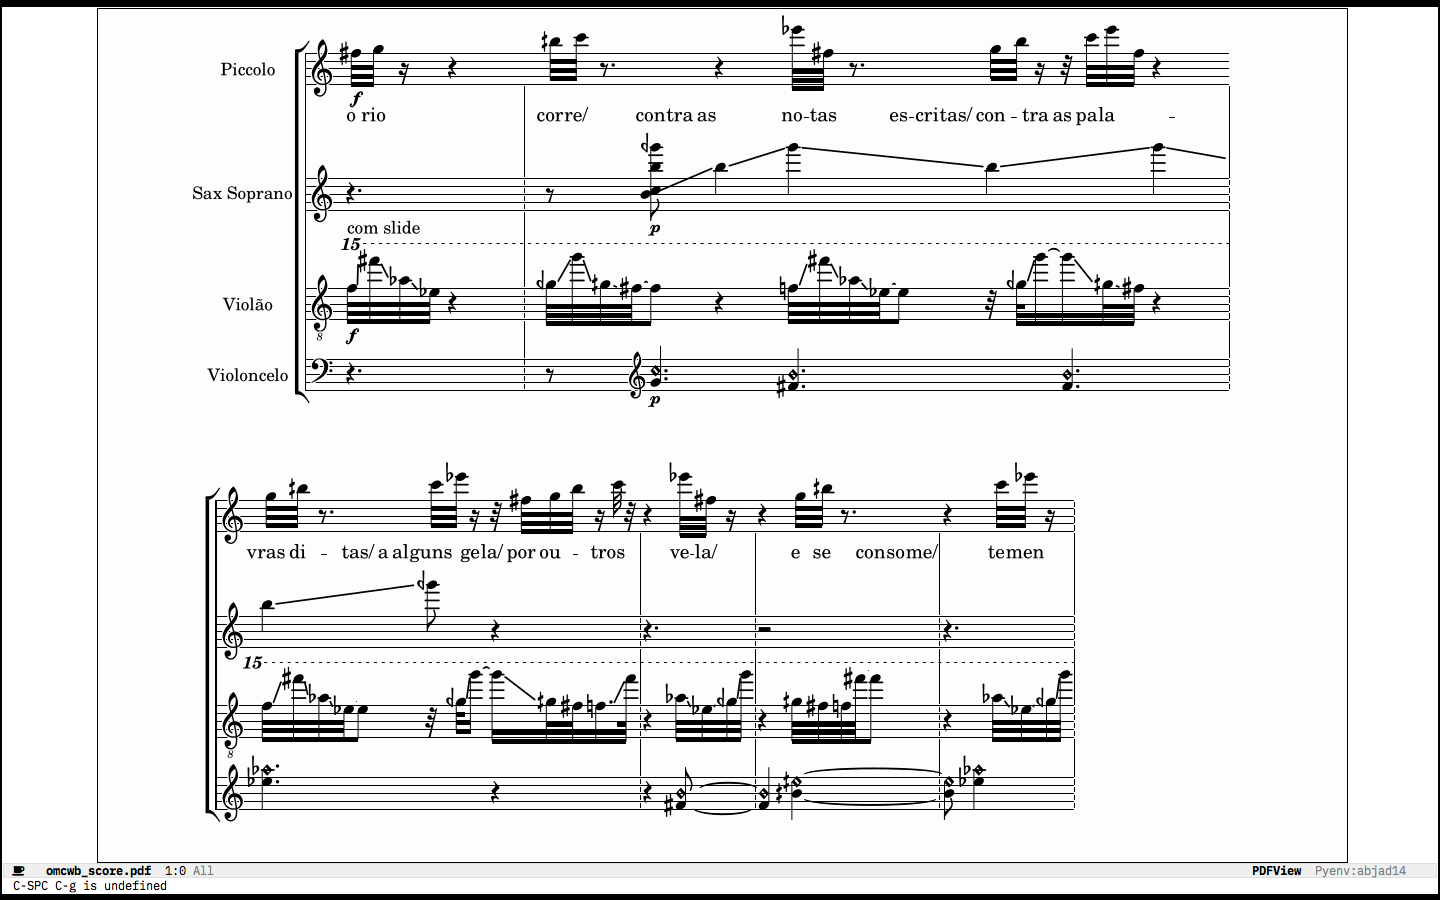 Piccolo
f
o rio corre/ contra as no-tas es-critas/ con - tra as pala -
Sax Soprano
p
com slide
15
Violão
8
f
Violoncelo
p
vras di - tas/ a alguns gela/ por ou - tros ve-la/ e se consome/ temen
15
8
omcwb_score.pdf 1:0 All PDFView Pyenv:abjad14
C-SPC C-g is undefined